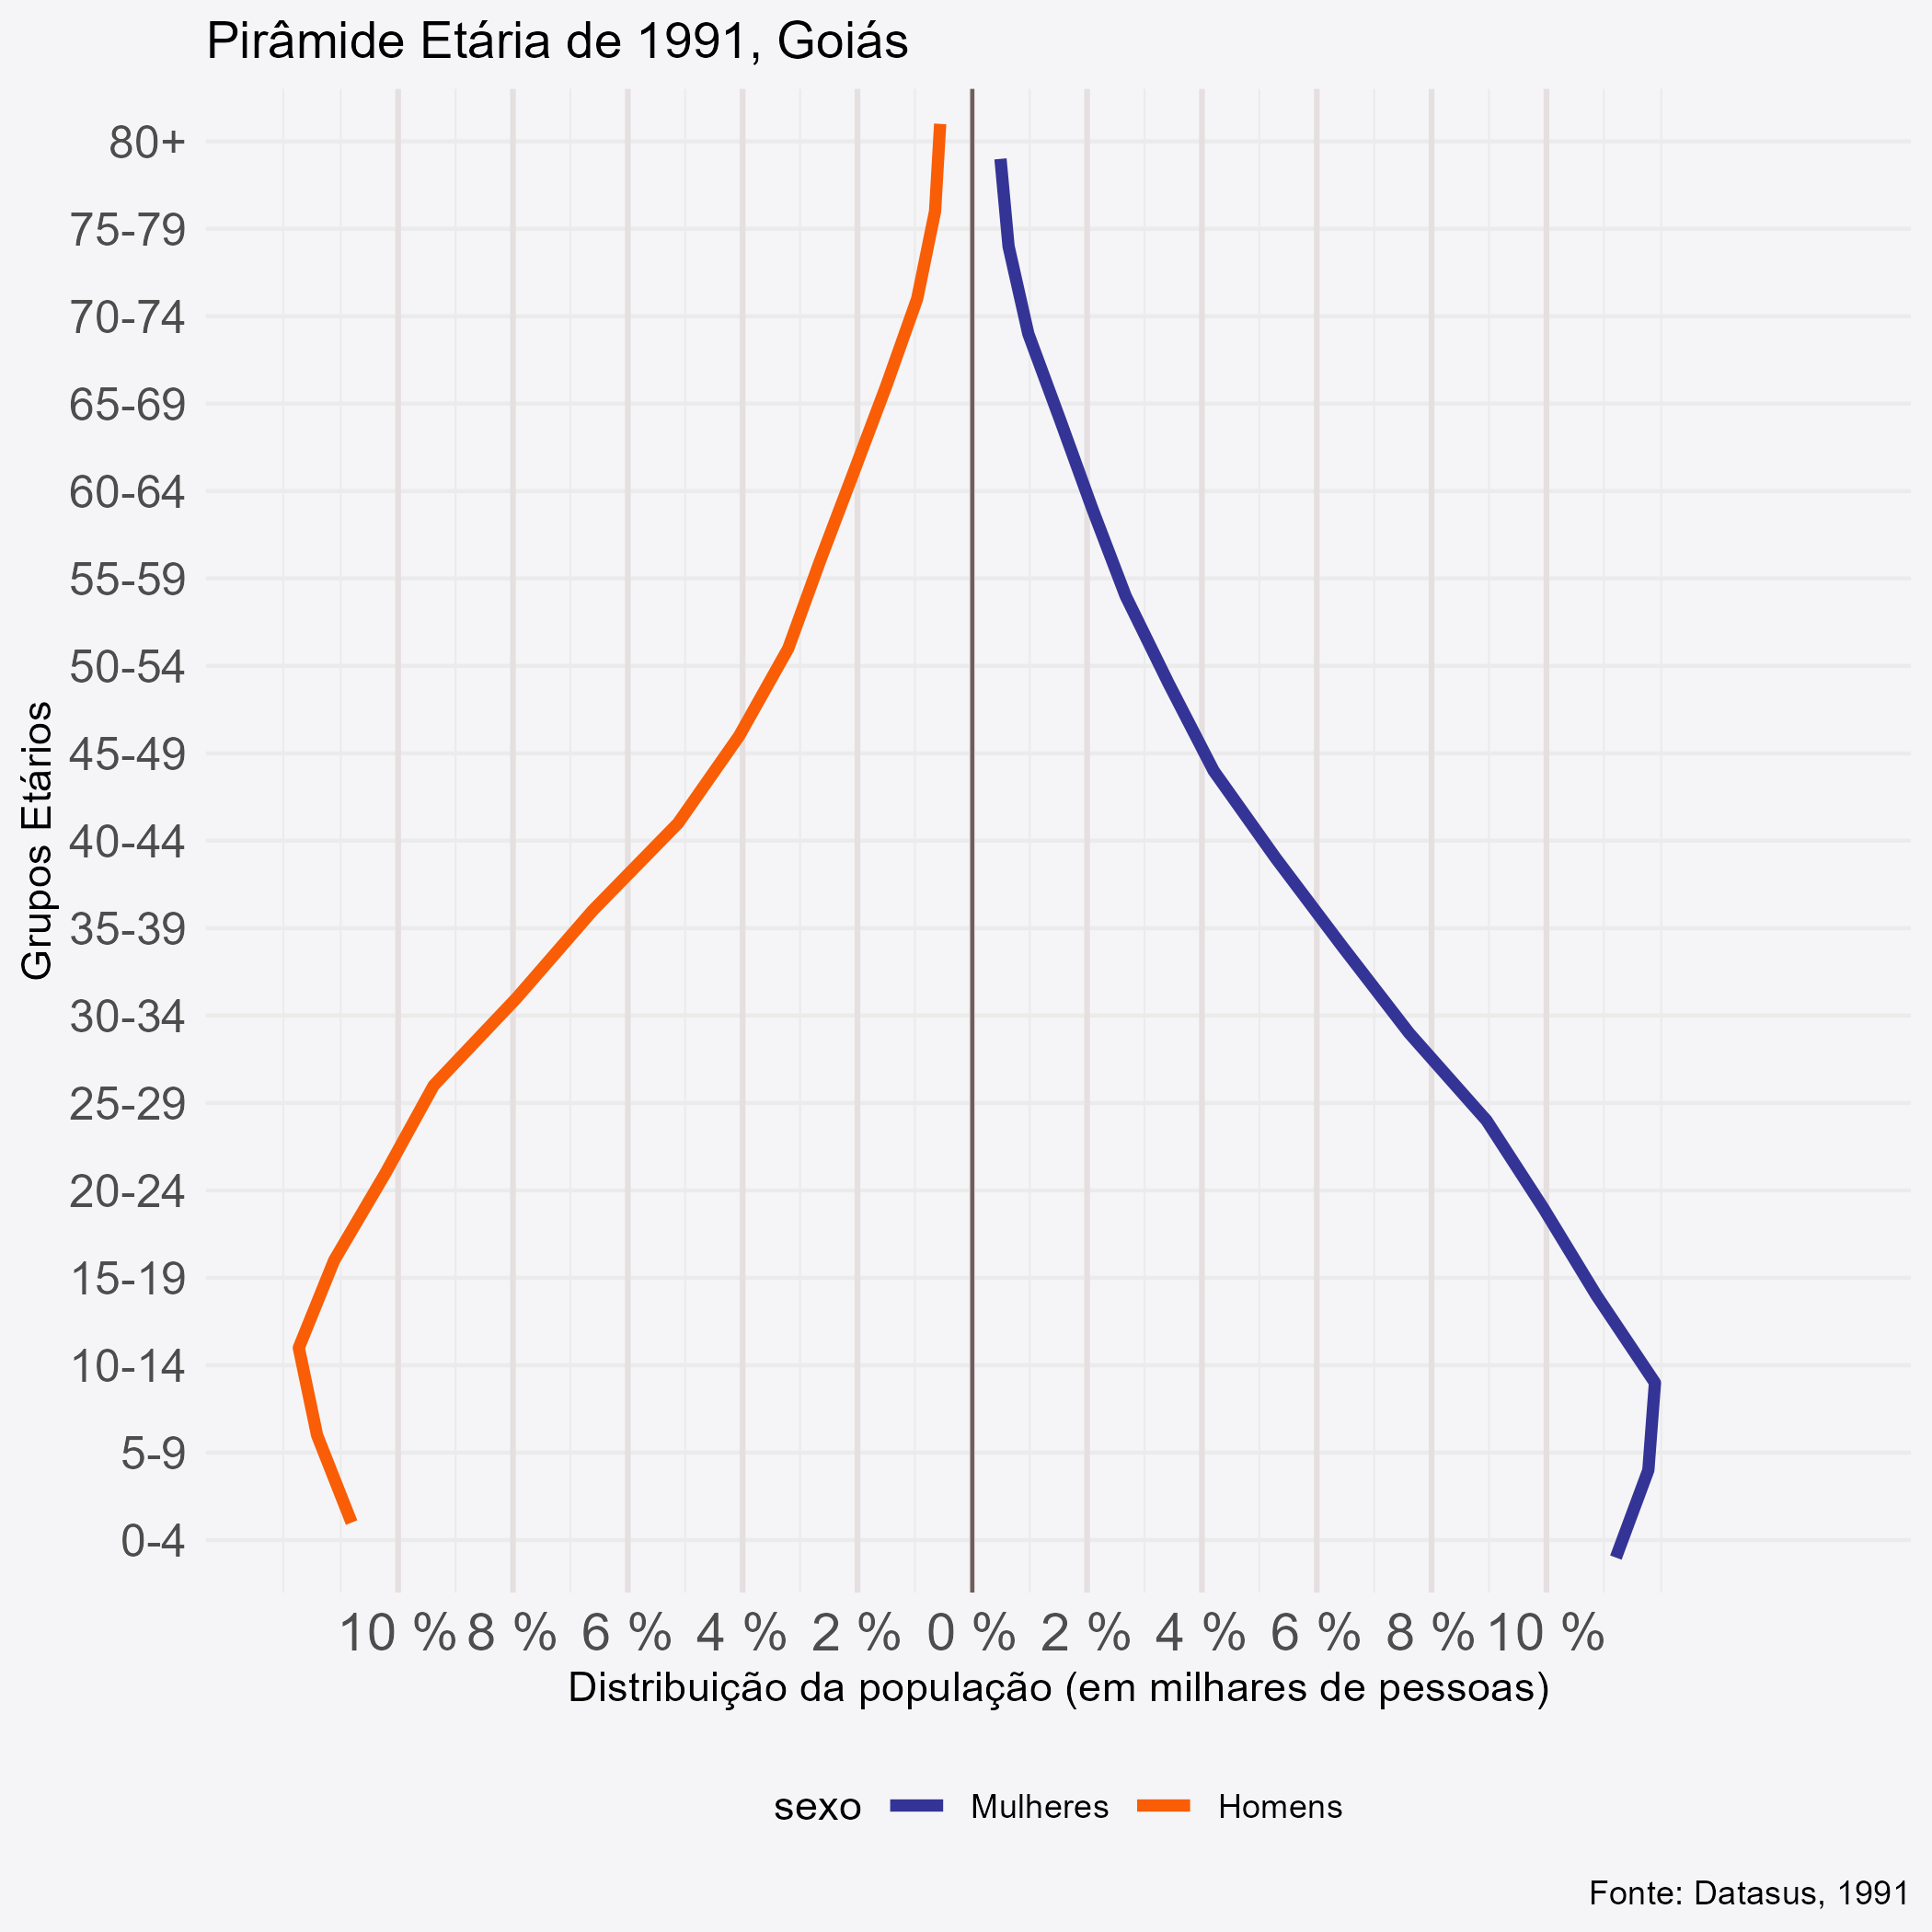 Pirâmide Etária de 1991, Goiás
Grupos Etários
80+
75-79
70-74
65-69
60-64
55-59
50-54
45-49
40-44
35-39
30-34
25-29
20-24
15-19
10-14
5-9
0-4
10 % 8 % 6 % 4 % 2 % 0 % 2 % 4 % 6 % 8 % 10 %
Distribuição da população (em milhares de pessoas)
sexo Mulheres Homens
Fonte: Datasus, 1991